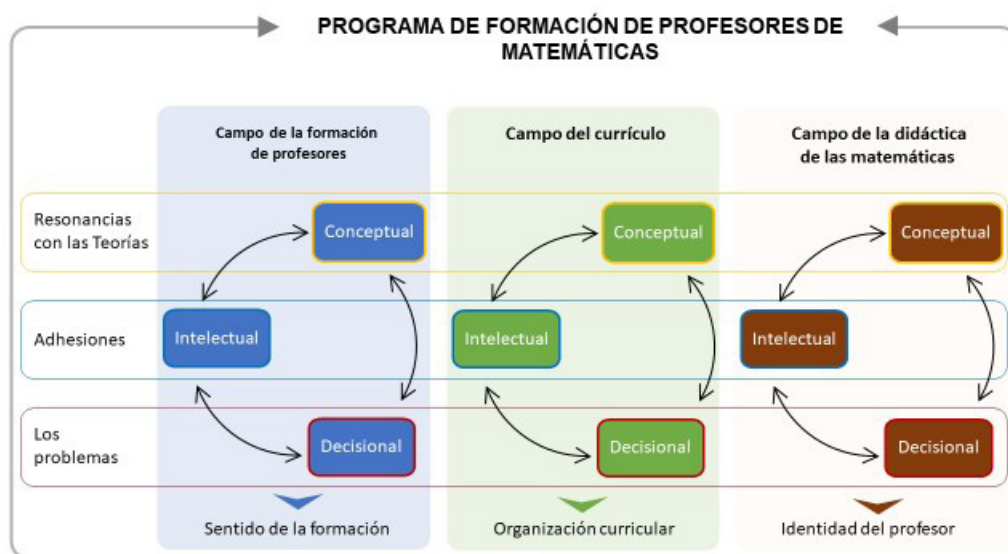 PROGRAMA DE FORMACIÓN DE PROFESORES DE
MATEMÁTICAS
Campo de la formación
de profesores
Campo del currículo
Campo de la didáctica
de las matemáticas
Resonancias
con las Teorías
Conceptual
Conceptual
Conceptual
Adhesiones
Intelectual
Intelectual
Intelectual
Los
problemas
Decisional
Decisional
Decisional
Sentido de la formación
Organización curricular
Identidad del profesor